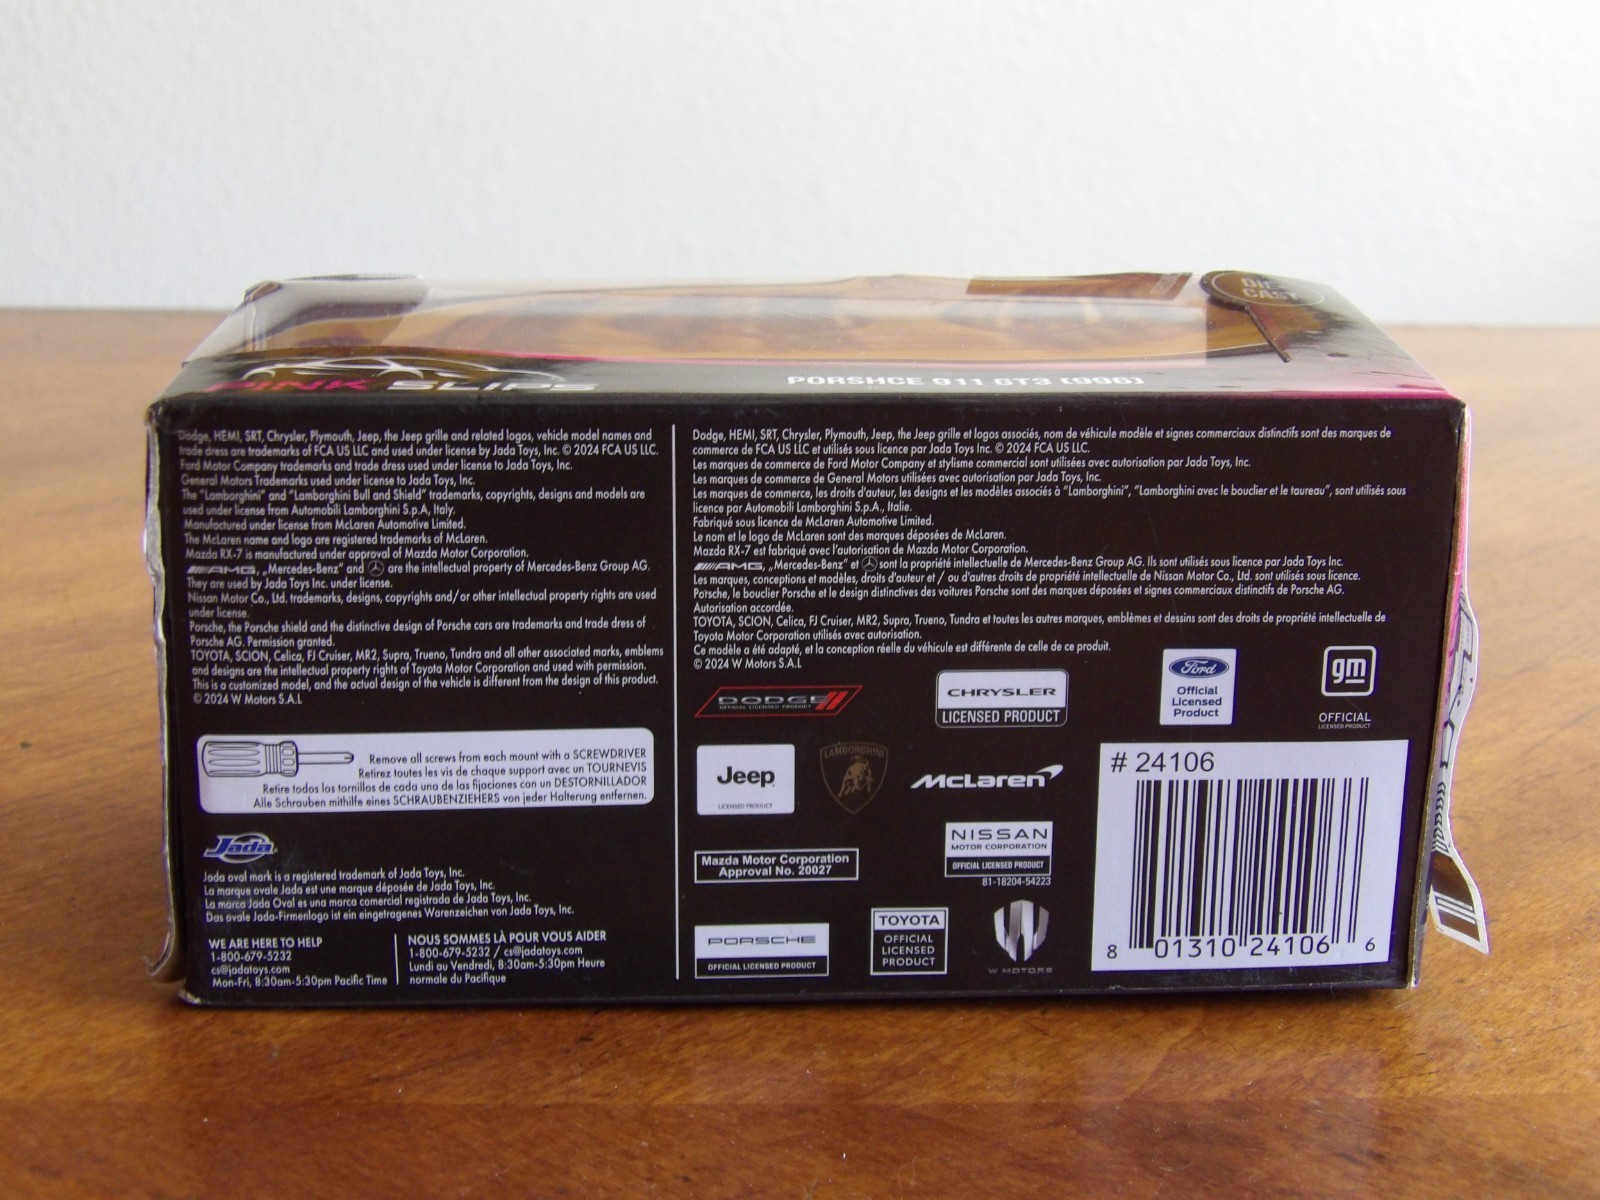 DIE CAST
PINK SLIPS
PORSHCE 911 GT3 (996)
Dodge, HEMI, SRT, Chrysler, Plymouth, Jeep, the Jeep grille and related logos, vehicle model names and
trade dress are trademarks of FCA US LLC and used under license by Jada Toys, Inc. © 2024 FCA US LLC.
Ford Motor Company trademarks and trade dress used under license to Jada Toys, Inc.
General Motors Trademarks used under license to Jada Toys, Inc.
The "Lamborghini" and "Lamborghini Bull and Shield" trademarks, copyrights, designs and models are
used under license from Automobili Lamborghini S.p.A, Italy.
Manufactured under license from McLaren Automotive Limited.
The McLaren name and logo are registered trademarks of McLaren.
Mazda RX-7 is manufactured under approval of Mazda Motor Corporation.
AMG, „Mercedes-Benz" and are the intellectual property of Mercedes-Benz Group AG.
They are used by Jada Toys Inc. under license.
Nissan Motor Co., Ltd. trademarks, designs, copyrights and/or other intellectual property rights are used
under license.
Porsche, the Porsche shield and the distinctive design of Porsche cars are trademarks and trade dress of
Porsche AG. Permission granted.
TOYOTA, SCION, Celica, FJ Cruiser, MR2, Supra, Trueno, Tundra and all other associated marks, emblems
and designs are the intellectual property rights of Toyota Motor Corporation and used with permission.
This is a customized model, and the actual design of the vehicle is different from the design of this product.
© 2024 W Motors S.A.L
Remove all screws from each mount with a SCREWDRIVER
Retirez toutes les vis de chaque support avec un TOURNEVIS
Retire todos los tornillos de cada una de las fijaciones con un DESTORNILLADOR
Alle Schrauben mithilfe eines SCHRAUBENZIEHERS von jeder Halterung entfernen.
Jada
Jada oval mark is a registered trademark of Jada Toys, Inc.
La marque ovale Jada est une marque déposée de Jada Toys, Inc.
La marca Jada Oval es una marca comercial registrada de Jada Toys, Inc.
Das ovale Jada-Firmenlogo ist ein eingetragenes Warenzeichen von Jada Toys, Inc.
WE ARE HERE TO HELP
1-800-679-5232
cs@jadatoys.com
Mon-Fri, 8:30am-5:30pm Pacific Time
NOUS SOMMES LÀ POUR VOUS AIDER
1-800-679-5232 / cs@jadatoys.com
Lundi au Vendredi, 8:30am-5:30pm Heure
normale du Pacifique
Dodge, HEMI, SRT, Chrysler, Plymouth, Jeep, the Jeep grille et logos associés, nom de véhicule modèle et signes commerciaux distinctifs sont des marques de
commerce de FCA US LLC et utilisés sous licence par Jada Toys Inc. © 2024 FCA US LLC.
Les marques de commerce de Ford Motor Company et stylisme commercial sont utilisées avec autorisation par Jada Toys, Inc.
Les marques de commerce de General Motors utilisées avec autorisation par Jada Toys, Inc.
Les marques de commerce, les droits d'auteur, les designs et les modèles associés à "Lamborghini", "Lamborghini avec le bouclier et le taureau", sont utilisés sous
licence par Automobili Lamborghini S.p.A., Italie.
Fabriqué sous licence de McLaren Automotive Limited.
Le nom et le logo de McLaren sont des marques déposées de McLaren.
Mazda RX-7 est fabriqué avec l'autorisation de Mazda Motor Corporation.
AMG, „Mercedes-Benz" et sont la propriété intellectuelle de Mercedes-Benz Group AG. Ils sont utilisés sous licence par Jada Toys Inc.
Les marques, conceptions et modèles, droits d'auteur et / ou d'autres droits de propriété intellectuelle de Nissan Motor Co., Ltd. sont utilisés sous licence.
Porsche, le bouclier Porsche et le design distinctives des voitures Porsche sont des marques déposées et signes commerciaux distinctifs de Porsche AG.
Autorisation accordée.
TOYOTA, SCION, Celica, FJ Cruiser, MR2, Supra, Trueno, Tundra et toutes les autres marques, emblèmes et dessins sont des droits de propriété intellectuelle de
Toyota Motor Corporation utilisés avec autorisation.
Ce modèle a été adapté, et la conception réelle du véhicule est différente de celle de ce produit.
© 2024 W Motors S.A.L
DODGE
OFFICIAL LICENSED PRODUCT
CHRYSLER
LICENSED PRODUCT
Ford
Official
Licensed
Product
gm
OFFICIAL
LICENSED PRODUCT
Jeep
LICENSED PRODUCT
LAMBORGHINI
McLaren
# 24106
Mazda Motor Corporation
Approval No. 20027
NISSAN
MOTOR CORPORATION
OFFICIAL LICENSED PRODUCT
81-18204-54223
PORSCHE
OFFICIAL LICENSED PRODUCT
TOYOTA
OFFICIAL
LICENSED
PRODUCT
W MOTORS
8 01310 24106 6